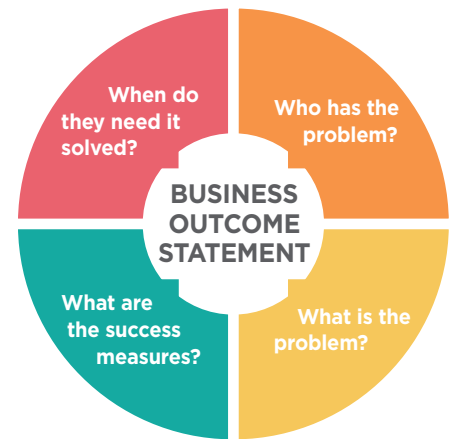 When do
they need it
solved?
Who has the
problem?
BUSINESS
OUTCOME
STATEMENT
What are
the success
measures?
What is the
problem?